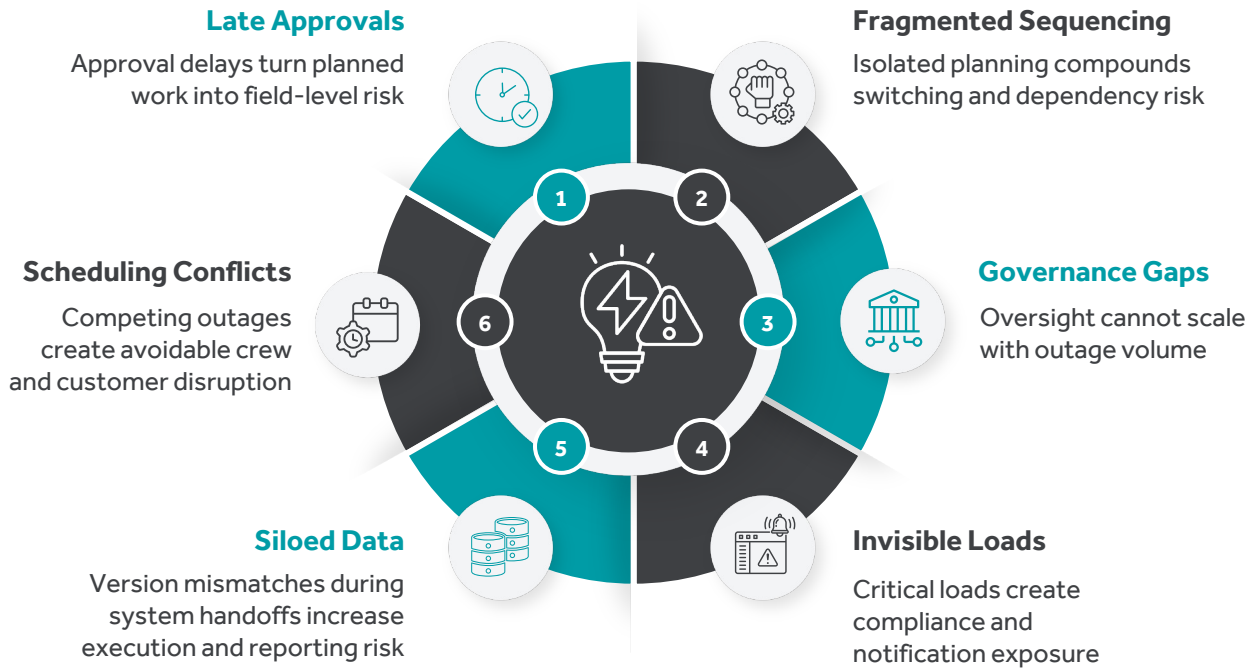 Late Approvals
Approval delays turn planned
work into field-level risk
Fragmented Sequencing
Isolated planning compounds
switching and dependency risk
1
2
Scheduling Conflicts
Competing outages
create avoidable crew
and customer disruption
6
3
Governance Gaps
Oversight cannot scale
with outage volume
5
4
Siloed Data
Version mismatches during
system handoffs increase
execution and reporting risk
Invisible Loads
Critical loads create
compliance and
notification exposure